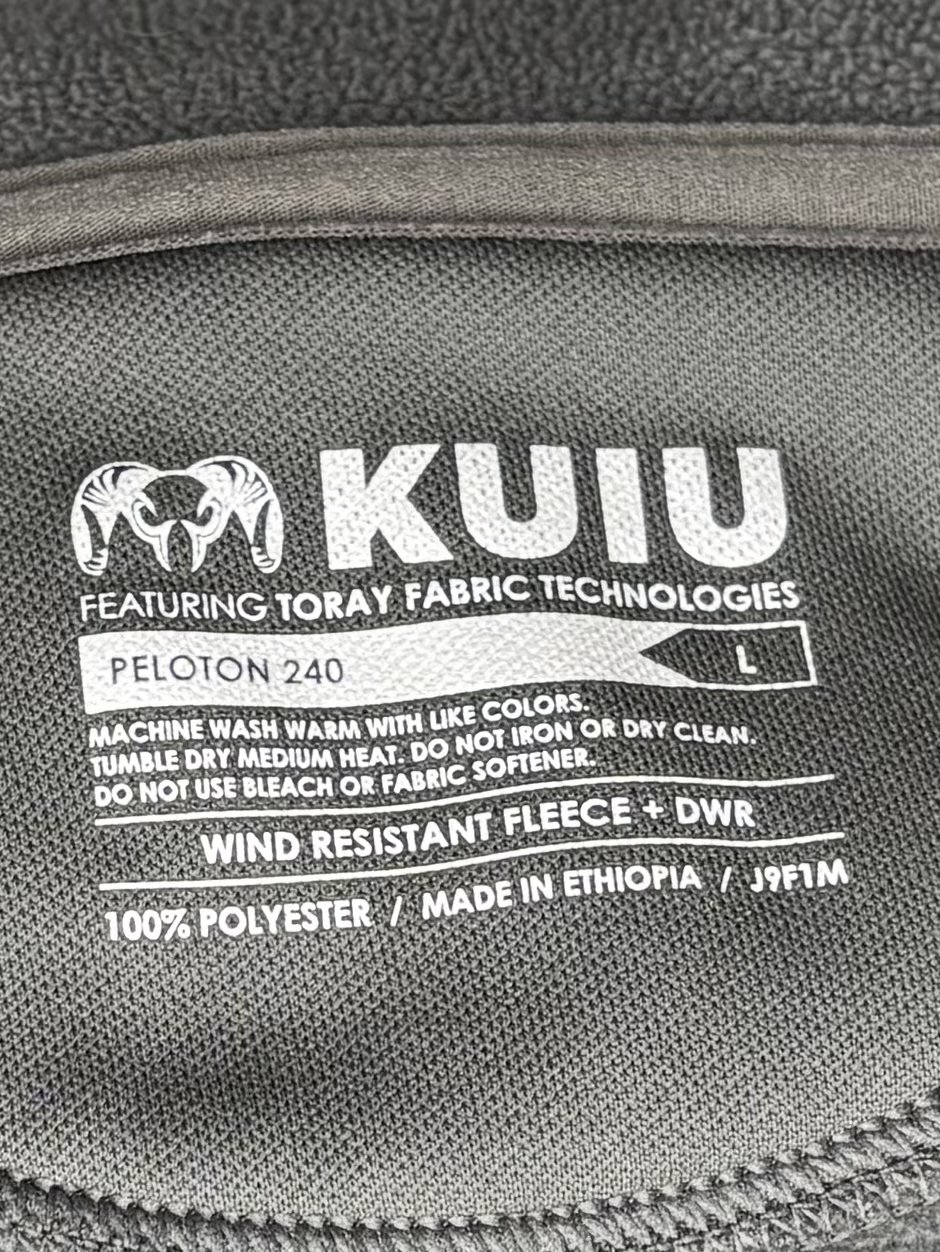 KUIU
FEATURING TORAY FABRIC TECHNOLOGIES
PELOTON 240 L
MACHINE WASH WARM WITH LIKE COLORS.
TUMBLE DRY MEDIUM HEAT. DO NOT IRON OR DRY CLEAN.
DO NOT USE BLEACH OR FABRIC SOFTENER.
WIND RESISTANT FLEECE + DWR
100% POLYESTER / MADE IN ETHIOPIA / J9F1M